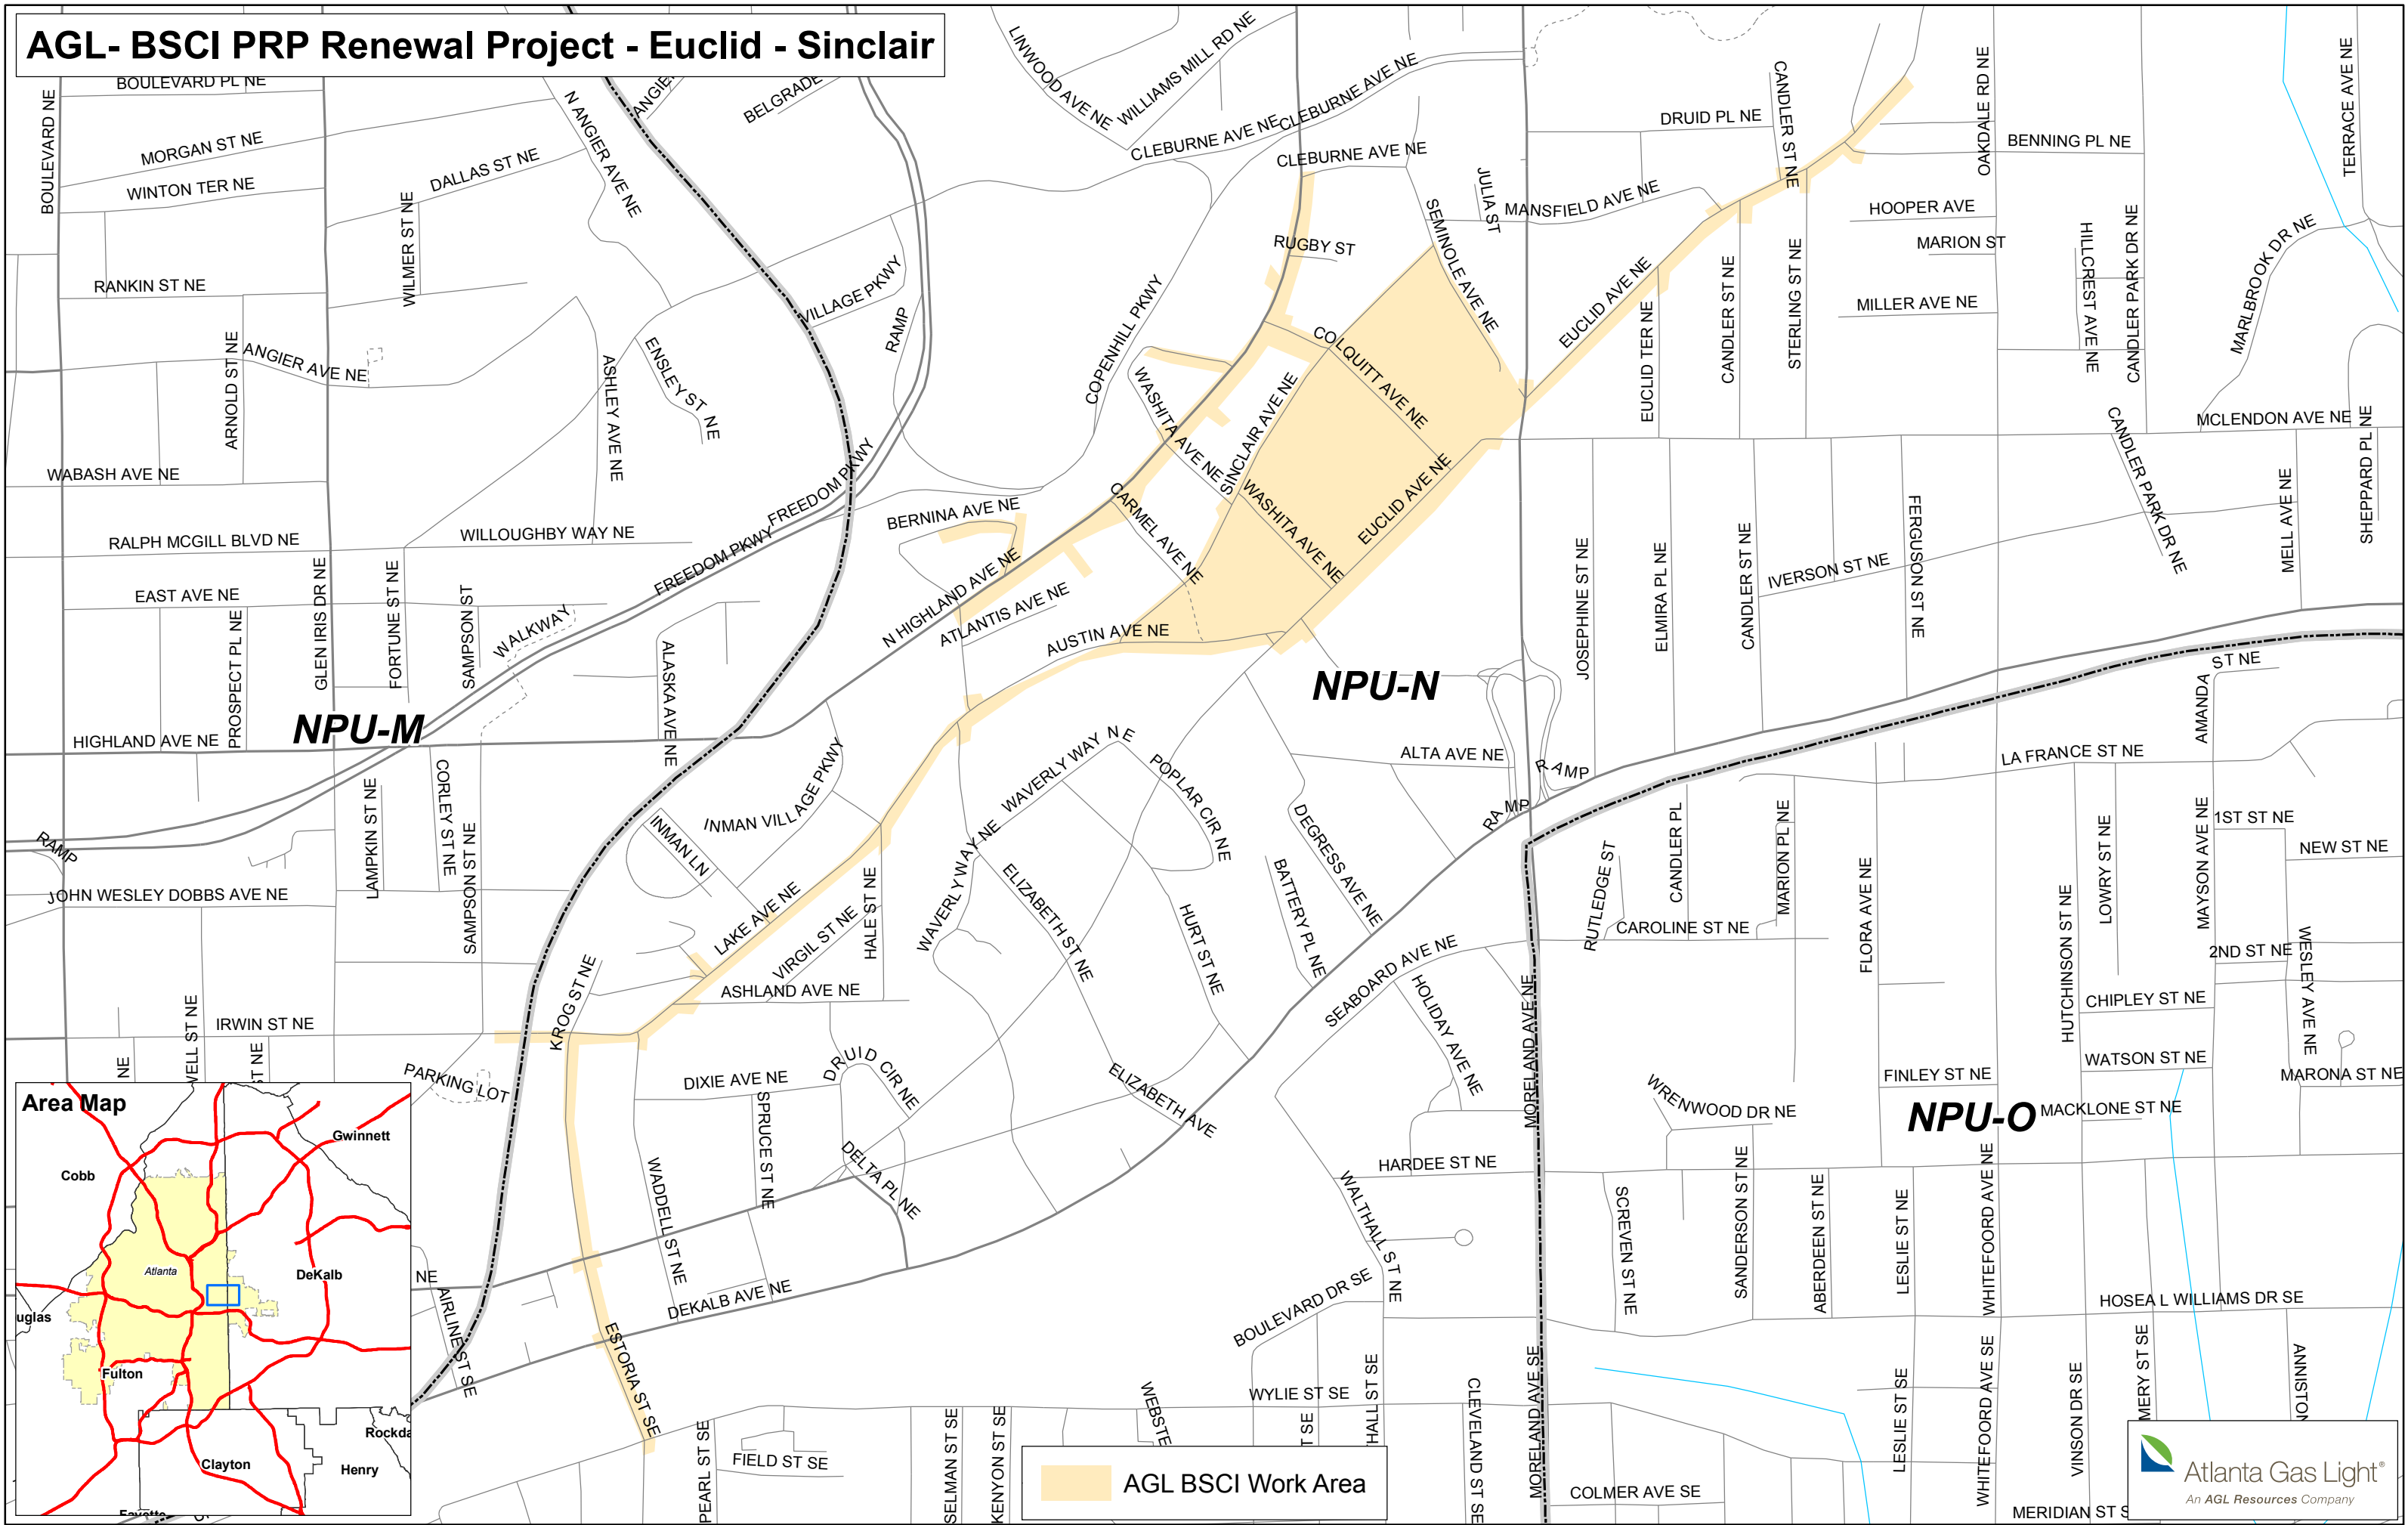 AGL- BSCI PRP Renewal Project - Euclid - Sinclair
BOULEVARD PL NE
BOULEVARD NE
MORGAN ST NE
WINTON TER NE
N ANGIER AVE NE
BELGRADE
DALLAS ST NE
WILMER ST NE
RANKIN ST NE
ARNOLD ST NE
ANGIER AVE NE
ASHLEY AVE NE
ENSLEY ST NE
VILLAGE PKWY
RAMP
WABASH AVE NE
RALPH MCGILL BLVD NE
WILLOUGHBY WAY NE
FREEDOM PKWY
FREEDOM PKWY
EAST AVE NE
PROSPECT PL NE
GLEN IRIS DR NE
FORTUNE ST NE
SAMPSON ST
WALKWAY
ALASKA AVE NE
HIGHLAND AVE NE
NPU-M
LINWOOD AVE NE
WILLIAMS MILL RD NE
CLEBURNE AVE NE
CLEBURNE AVE NE
CLEBURNE AVE NE
JULIA ST
SEMINOLE AVE NE
MANSFIELD AVE NE
RUGBY ST
COPENHILL PKWY
COLQUITT AVE NE
WASHITA AVE NE
SINCLAIR AVE NE
WASHITA AVE NE
EUCLID AVE NE
EUCLID AVE NE
CARMEL AVE NE
BERNINA AVE NE
N HIGHLAND AVE NE
ATLANTIS AVE NE
AUSTIN AVE NE
NPU-N
DRUID PL NE
CANDLER ST NE
OAKDALE RD NE
BENNING PL NE
TERRACE AVE NE
HOOPER AVE
MARION ST
MILLER AVE NE
HILLCREST AVE NE
CANDLER PARK DR NE
MARLBROOK DR NE
EUCLID TER NE
CANDLER ST NE
STERLING ST NE
MCLENDON AVE NE
CANDLER PARK DR NE
MELL AVE NE
SHEPPARD PL NE
JOSEPHINE ST NE
ELMIRA PL NE
CANDLER ST NE
IVERSON ST NE
FERGUSON ST NE
AMANDA
ST NE
LA FRANCE ST NE
ALTA AVE NE
RAMP
RAMP
RAMP
LAMPKIN ST NE
CORLEY ST NE
SAMPSON ST NE
JOHN WESLEY DOBBS AVE NE
INMAN LN
INMAN VILLAGE PKWY
LAKE AVE NE
VIRGIL ST NE
HALE ST NE
ASHLAND AVE NE
WAVERLY WAY NE
WAVERLY WAY NE
POPLAR CIR NE
ELIZABETH ST NE
HURT ST NE
DEGRESS AVE NE
BATTERY PL NE
SEABOARD AVE NE
HOLIDAY AVE NE
MORELAND AVE NE
RUTLEDGE ST
CANDLER PL
MARION PL NE
CAROLINE ST NE
FLORA AVE NE
HUTCHINSON ST NE
LOWRY ST NE
MAYSON AVE NE
1ST ST NE
NEW ST NE
2ND ST NE
WESLEY AVE NE
CHIPLEY ST NE
WATSON ST NE
MARONA ST NE
FINLEY ST NE
MACKLONE ST NE
NPU-O
WRENWOOD DR NE
IRWIN ST NE
KROG ST NE
NE
WELL ST NE
ST NE
PARKING LOT
DIXIE AVE NE
DRUID CIR NE
SPRUCE ST NE
DELTA PL NE
WADDELL ST NE
DEKALB AVE NE
ELIZABETH AVE
HARDEE ST NE
WALTHALL ST NE
BOULEVARD DR SE
SCREVEN ST NE
SANDERSON ST NE
ABERDEEN ST NE
LESLIE ST NE
WHITEFOORD AVE NE
HOSEA L WILLIAMS DR SE
NE
AIRLINE ST SE
ESTORIA ST SE
PEARL ST SE
FIELD ST SE
SELMAN ST SE
KENYON ST SE
WEBSTE
WYLIE ST SE
T SE
HALL ST SE
CLEVELAND ST SE
MORELAND AVE SE
COLMER AVE SE
LESLIE ST SE
WHITEFOORD AVE SE
VINSON DR SE
MERY ST SE
ANNISTON
MERIDIAN ST S
Area Map
Cobb
Gwinnett
Atlanta
DeKalb
uglas
Fulton
Rockda
Clayton
Henry
Fayette
AGL BSCI Work Area
Atlanta Gas Light®
An AGL Resources Company